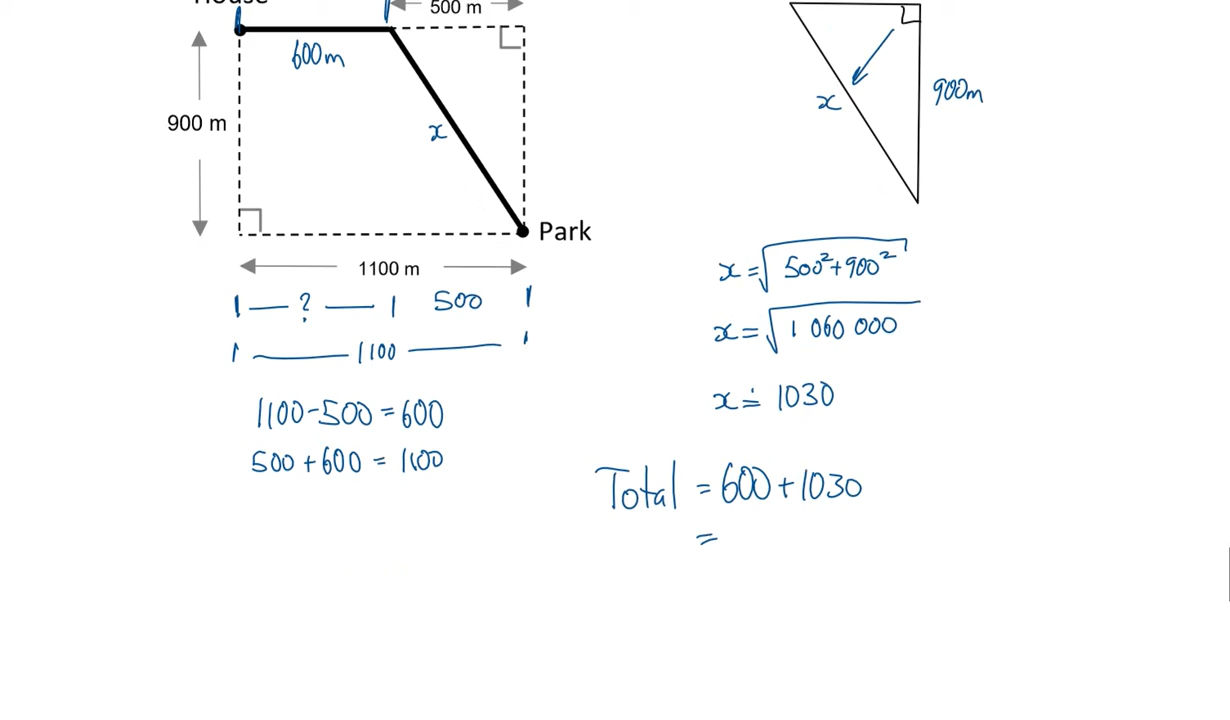 House
500 m
600m
900 m
x
Park
1100 m
? 500
1100
1100-500=600
500+600=1100
x
900m
x=√500²+900²
x=√1 060 000
x≐1030
Total = 600+1030
=